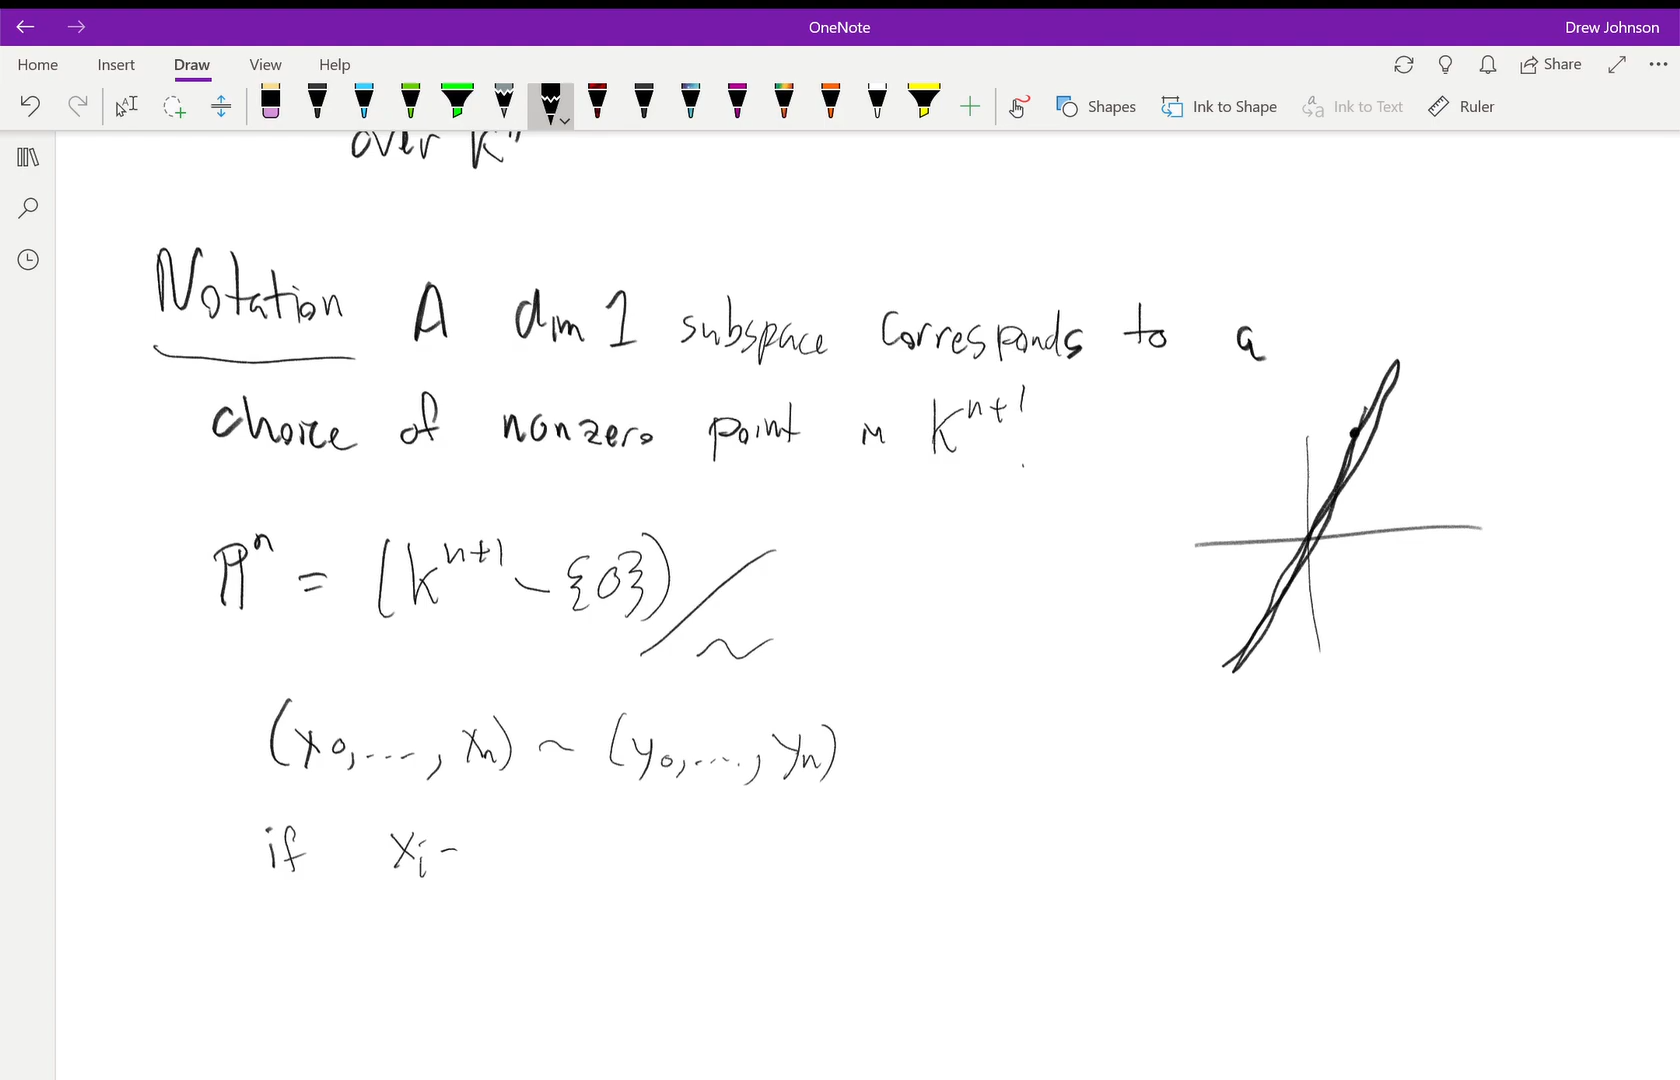 OneNote
Drew Johnson
Home Insert Draw View Help
Share
Shapes Ink to Shape Ink to Text Ruler
over K"
Notation A dim 1 subspace corresponds to a
choice of nonzero point in K^{n+1}
ℙ^n = (K^{n+1} - {0}) / ~
(x_0, ..., x_n) ~ (y_0, ..., y_n)
if x_i -